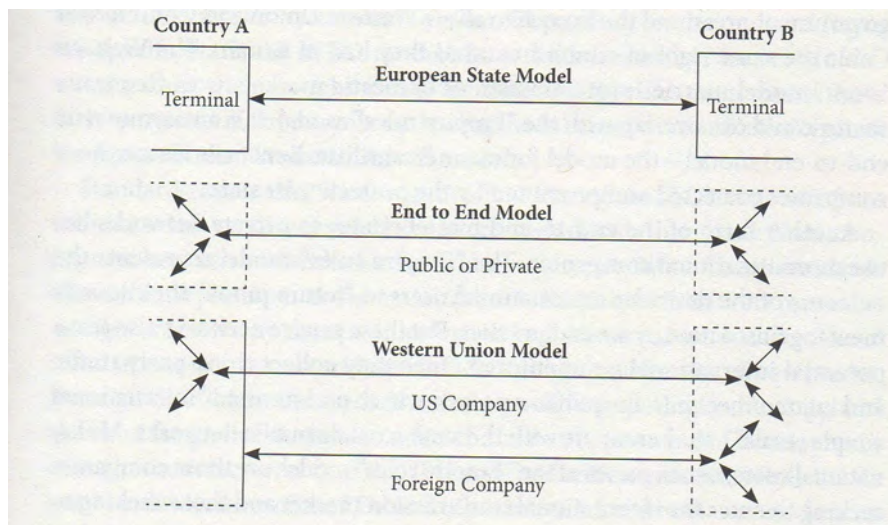 Country A
Country B
European State Model
Terminal
Terminal
End to End Model
Public or Private
Western Union Model
US Company
Foreign Company